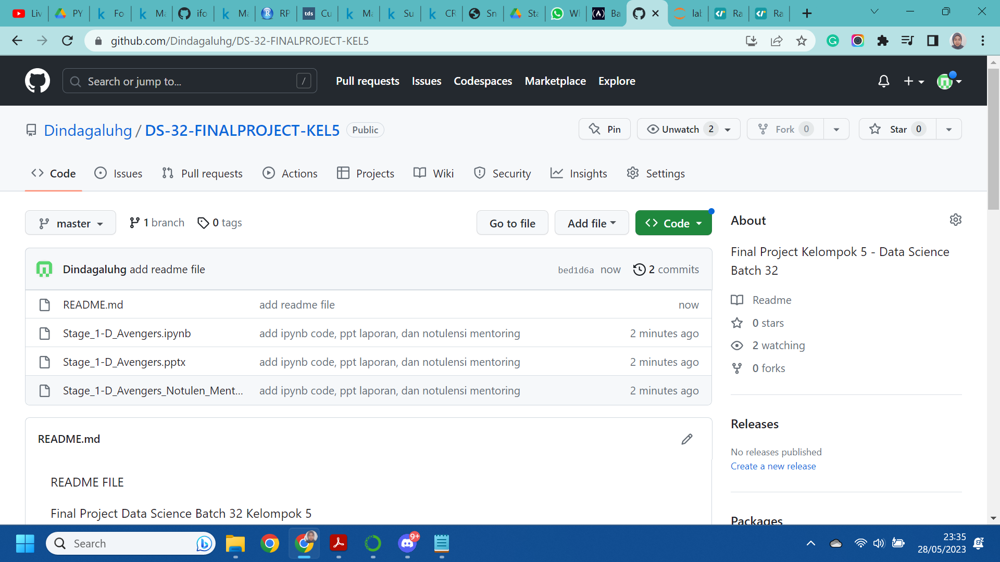 Liv
PY
Fo
Ma
ifo
Ma
RP
tds Cu
Ma
Su
CR
Sn
Sta
Wh
Ba
lab
Ra
Ra
github.com/Dindagaluhg/DS-32-FINALPROJECT-KEL5
Search or jump to... /
Pull requests Issues Codespaces Marketplace Explore
Dindagaluhg / DS-32-FINALPROJECT-KEL5 Public
Pin Unwatch 2 Fork 0 Star 0
Code Issues Pull requests Actions Projects Wiki Security Insights Settings
master 1 branch 0 tags Go to file Add file Code
Dindagaluhg add readme file bed1d6a now 2 commits
README.md add readme file now
Stage_1-D_Avengers.ipynb add ipynb code, ppt laporan, dan notulensi mentoring 2 minutes ago
Stage_1-D_Avengers.pptx add ipynb code, ppt laporan, dan notulensi mentoring 2 minutes ago
Stage_1-D_Avengers_Notulen_Ment... add ipynb code, ppt laporan, dan notulensi mentoring 2 minutes ago
README.md
README FILE
Final Project Data Science Batch 32 Kelompok 5
About
Final Project Kelompok 5 - Data Science
Batch 32
Readme
0 stars
2 watching
0 forks
Releases
No releases published
Create a new release
Packages
Search
9+
23:35
28/05/2023